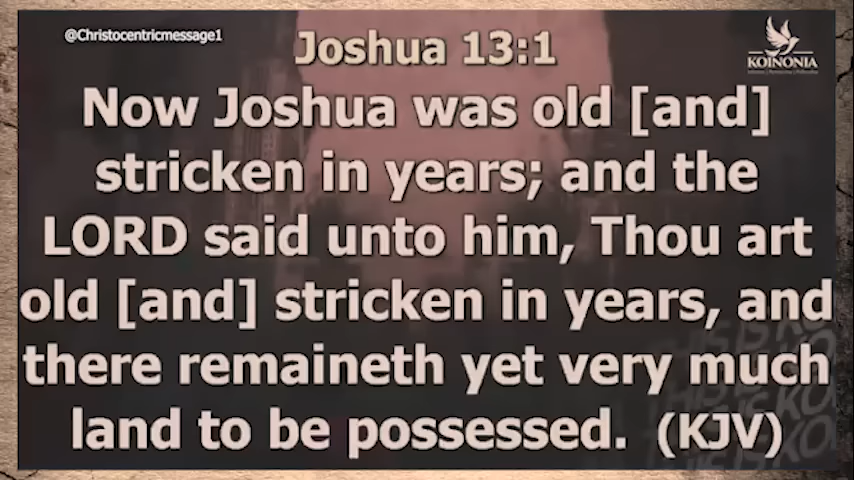 @Christocentricmessage1
Joshua 13:1
KOINONIA
Now Joshua was old [and]
stricken in years; and the
LORD said unto him, Thou art
old [and] stricken in years, and
there remaineth yet very much
land to be possessed. (KJV)